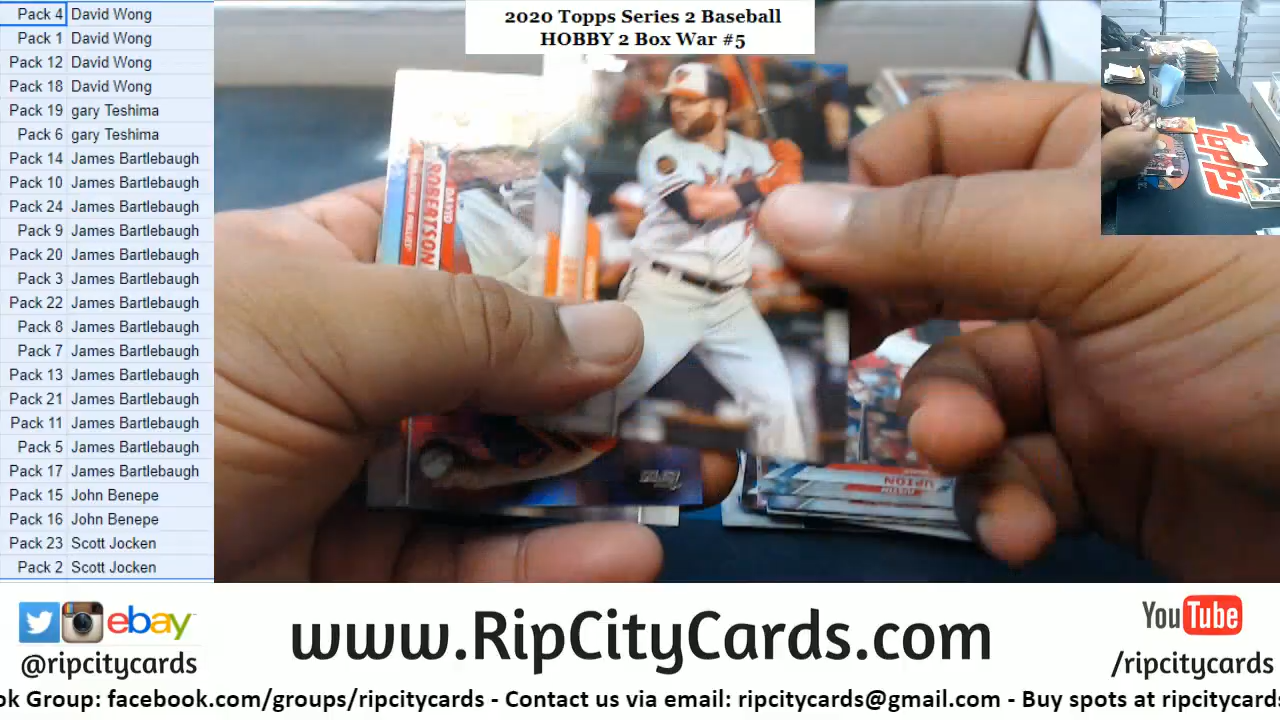 2020 Topps Series 2 Baseball
HOBBY 2 Box War #5
Pack 4 David Wong
Pack 1 David Wong
Pack 12 David Wong
Pack 18 David Wong
Pack 19 gary Teshima
Pack 6 gary Teshima
Pack 14 James Bartlebaugh
Pack 10 James Bartlebaugh
Pack 24 James Bartlebaugh
Pack 9 James Bartlebaugh
Pack 20 James Bartlebaugh
Pack 3 James Bartlebaugh
Pack 22 James Bartlebaugh
Pack 8 James Bartlebaugh
Pack 7 James Bartlebaugh
Pack 13 James Bartlebaugh
Pack 21 James Bartlebaugh
Pack 11 James Bartlebaugh
Pack 5 James Bartlebaugh
Pack 17 James Bartlebaugh
Pack 15 John Benepe
Pack 16 John Benepe
Pack 23 Scott Jocken
Pack 2 Scott Jocken
DAVID
ROBERTSON
UPTON
topps
ebay
@ripcitycards
www.RipCityCards.com
YouTube
/ripcitycards
ok Group: facebook.com/groups/ripcitycards - Contact us via email: ripcitycards@gmail.com - Buy spots at ripcitycards